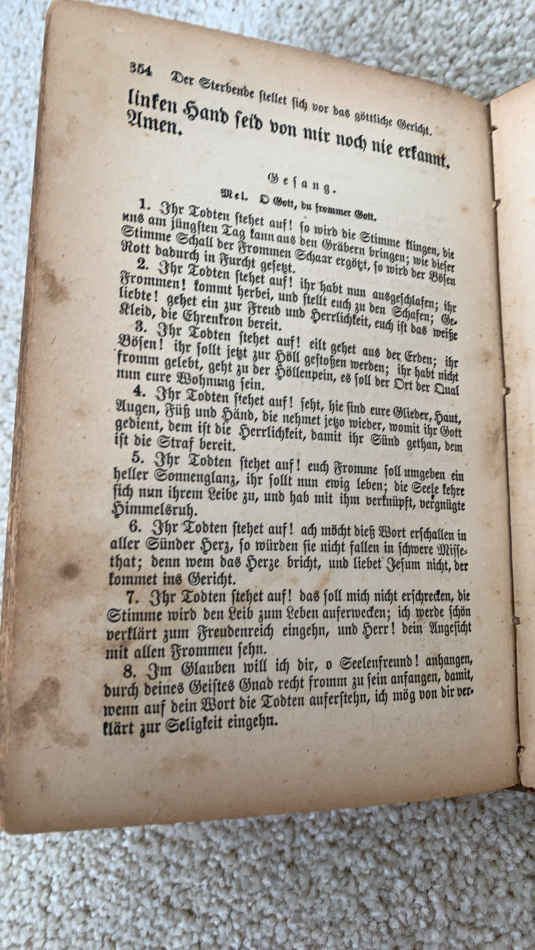 354 Der Sterbende stellet sich vor das göttliche Gericht.
linken Hand seid von mir noch nie erkannt.
Amen.
Gesang.
Mel. O Gott, du frommer Gott.
1. Ihr Todten stehet auf! so wird die Stimme klingen, die
uns am jüngsten Tag kann aus den Gräbern bringen; wie dieser
Stimme Schall der Frommen Schaar ergötzt, so wird der Bösen
Rott dadurch in Furcht gesetzt.
2. Ihr Todten stehet auf! ihr habt nun ausgeschlafen; ihr
Frommen! kommt herbei, und stellt euch zu den Schafen; Ge-
liebte! gehet ein zur Freud und Herrlichkeit, euch ist das weiße
Kleid, die Ehrenkron bereit.
3. Ihr Todten stehet auf! eilt gehet aus der Erden; ihr
Bösen! ihr sollt jetzt zur Höll gestoßen werden; ihr habt nicht
fromm gelebt, geht zu der Höllenpein, es soll der Ort der Qual
nun eure Wohnung sein.
4. Ihr Todten stehet auf! seht, hie sind eure Glieder, Haut,
Augen, Füß und Händ, die nehmet jetzo wieder, womit ihr Gott
gedient, dem ist die Herrlichkeit, damit ihr Sünd gethan, dem
ist die Straf bereit.
5. Ihr Todten stehet auf! euch Fromme soll umgeben ein
heller Sonnenglanz, ihr sollt nun ewig leben; die Seele kehre
sich nun ihrem Leibe zu, und hab mit ihm verknüpft, vergnügte
Himmelsruh.
6. Ihr Todten stehet auf! ach möcht dieß Wort erschallen in
aller Sünder Herz, so würden sie nicht fallen in schwere Misse-
that; denn wem das Herze bricht, und liebet Jesum nicht, der
kommet ins Gericht.
7. Ihr Todten stehet auf! das soll mich nicht erschrecken, die
Stimme wird den Leib zum Leben auferwecken; ich werde schön
verklärt zum Freudenreich eingehn, und Herr! dein Angesicht
mit allen Frommen sehn.
8. Im Glauben will ich dir, o Seelenfreund! anhangen,
durch deines Geistes Gnad recht fromm zu sein anfangen, damit,
wenn auf dein Wort die Todten auferstehn, ich mög von dir ver-
klärt zur Seligkeit eingehn.